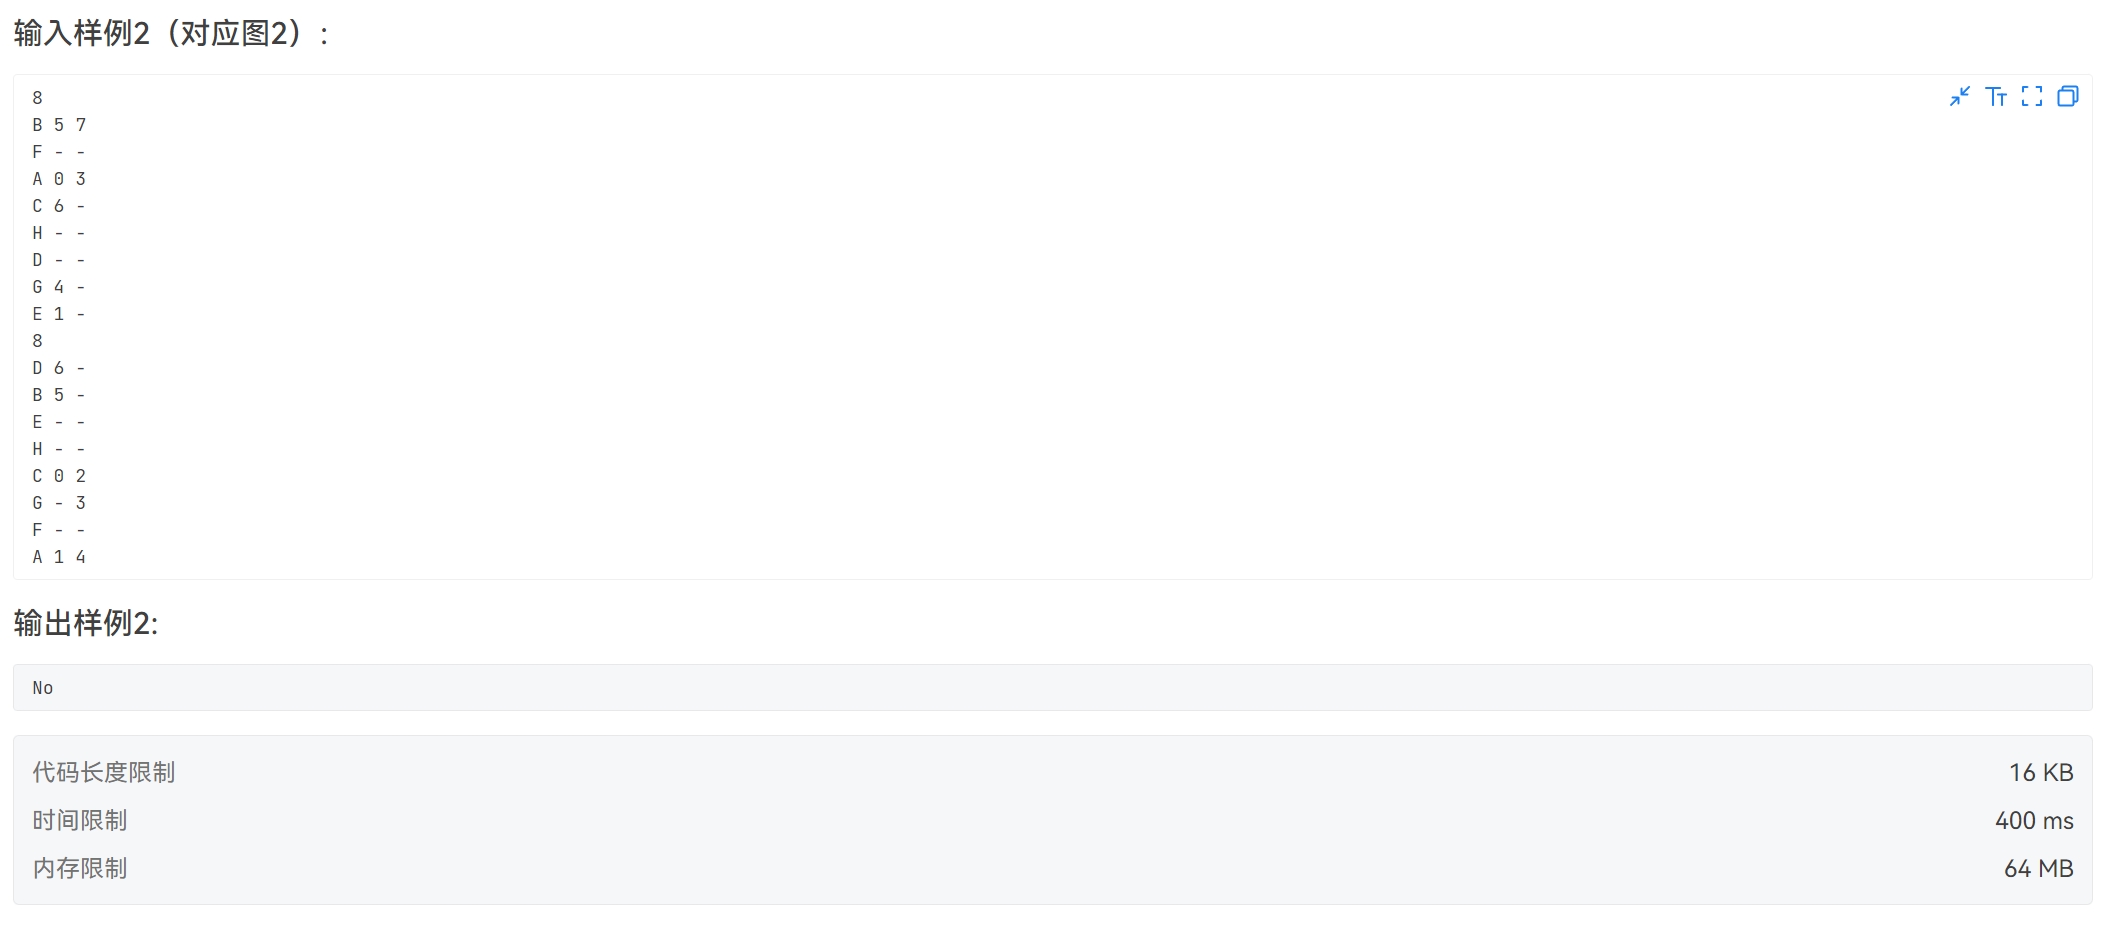 输入样例2（对应图2）:
8
B 5 7
F - -
A 0 3
C 6 -
H - -
D - -
G 4 -
E 1 -
8
D 6 -
B 5 -
E - -
H - -
C 0 2
G - 3
F - -
A 1 4
输出样例2:
No
代码长度限制 16 KB
时间限制 400 ms
内存限制 64 MB